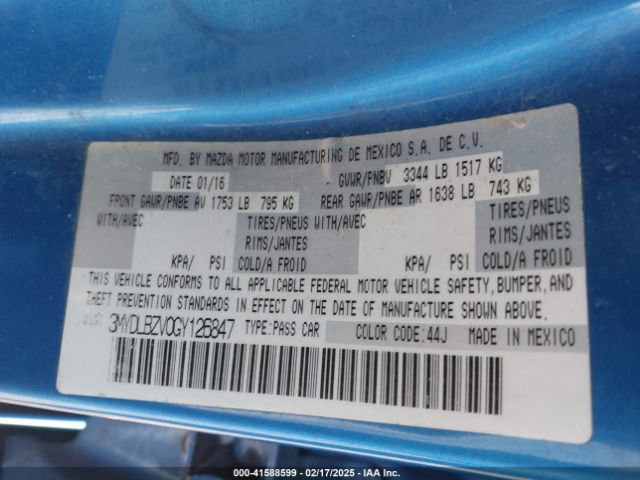 MFD. BY MAZDA MOTOR MANUFACTURING DE MEXICO S.A. DE C.V.
DATE 01/16 GVWR/PNBV 3344 LB 1517 KG
FRONT GAWR/PNBE AV 1753 LB 795 KG REAR GAWR/PNBE AR 1638 LB 743 KG
WITH/AVEC TIRES/PNEUS WITH/AVEC TIRES/PNEUS
RIMS/JANTES RIMS/JANTES
KPA/ PSI COLD/A FROID KPA/ PSI COLD/A FROID
THIS VEHICLE CONFORMS TO ALL APPLICABLE FEDERAL MOTOR VEHICLE SAFETY, BUMPER, AND
THEFT PREVENTION STANDARDS IN EFFECT ON THE DATE OF MANUFACTURE SHOWN ABOVE.
3MYDLBZV0GY126847 TYPE:PASS CAR COLOR CODE:44J MADE IN MEXICO
000-41588599 - 02/17/2025 - IAA Inc.